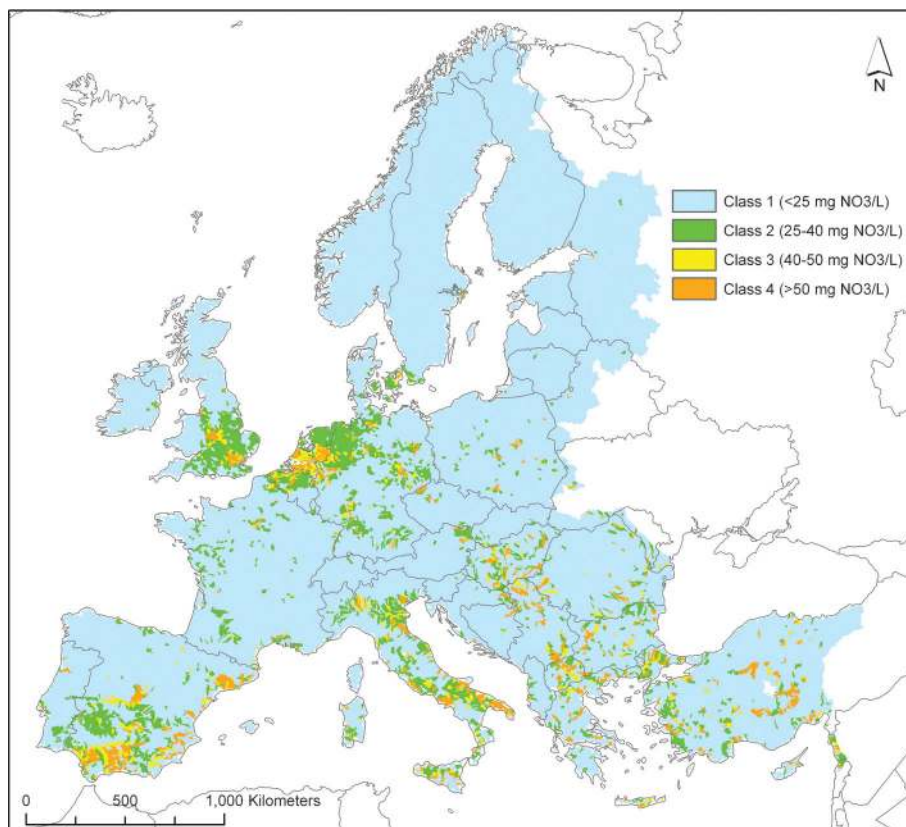 N
Class 1 (<25 mg NO3/L)
Class 2 (25-40 mg NO3/L)
Class 3 (40-50 mg NO3/L)
Class 4 (>50 mg NO3/L)
0 500 1,000 Kilometers